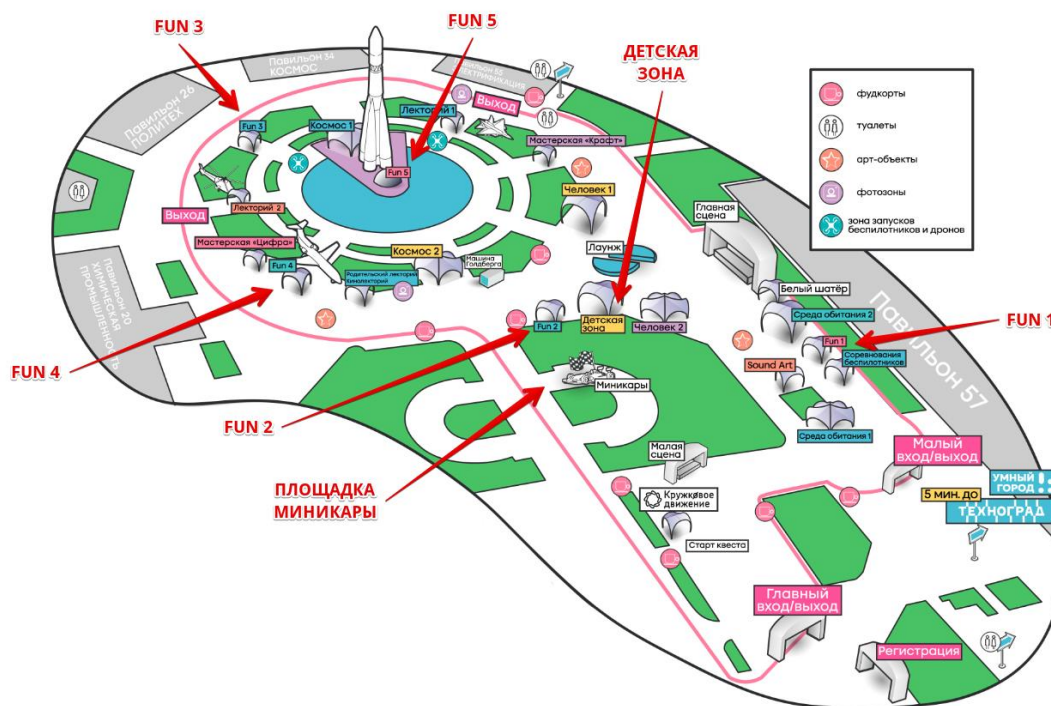 FUN 3
FUN 5
ДЕТСКАЯ
ЗОНА
Павильон 34
КОСМОС
ЭЛЕКТРИФИКАЦИЯ
Павильон 26
ПОЛИТЕХ
Выход
Лекторий 1
Fun 3
Космос 1
Мастерская «Крафт»
Fun 5
фудкорты
туалеты
арт-объекты
фотозоны
зона запусков
беспилотников и дронов
Человек 1
Главная
сцена
Лекторий 2
Выход
Мастерская «Цифра»
Космос 2
Машина
Голдберга
Лаунж
Fun 4
Родительский лекторий
Кинолекторий
Белый шатёр
Среда обитания 2
Павильон 20
ХИМИЧЕСКАЯ
ПРОМЫШЛЕННОСТЬ
Fun 2
Детская
зона
Человек 2
Fun 1
FUN 1
Соревнования
беспилотников
Sound Art
Павильон 57
FUN 4
Миникары
FUN 2
Среда обитания 1
Малая
сцена
Малый
вход/выход
ПЛОЩАДКА
МИНИКАРЫ
Кружковое
движение
УМНЫЙ
ГОРОД
5 МИН. ДО
ТЕХНОГРАД
Старт квеста
Главный
вход/выход
Регистрация